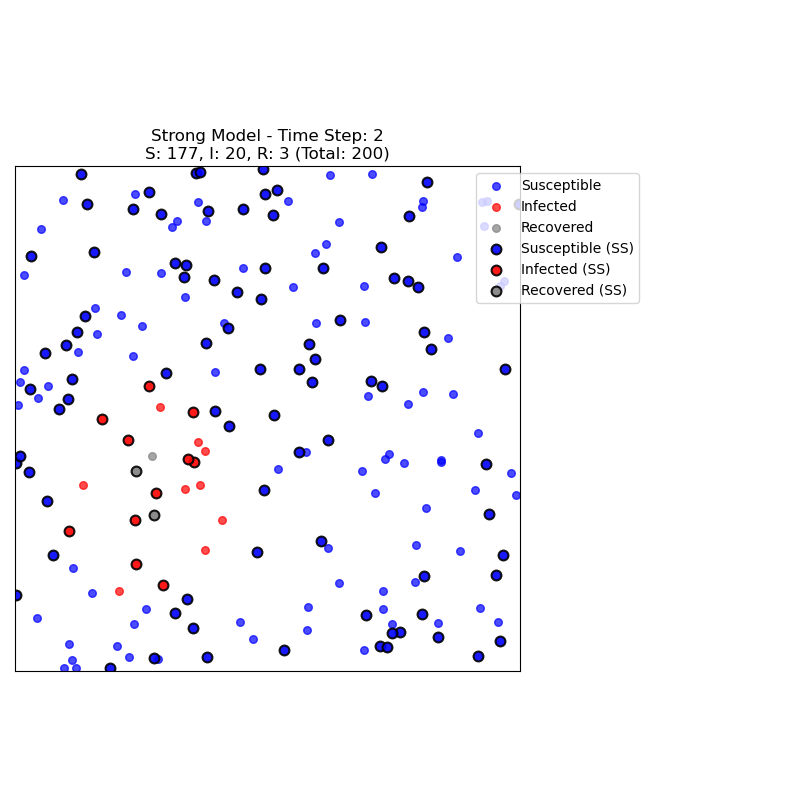 Strong Model - Time Step: 2
S: 177, I: 20, R: 3 (Total: 200)
Susceptible
Infected
Recovered
Susceptible (SS)
Infected (SS)
Recovered (SS)